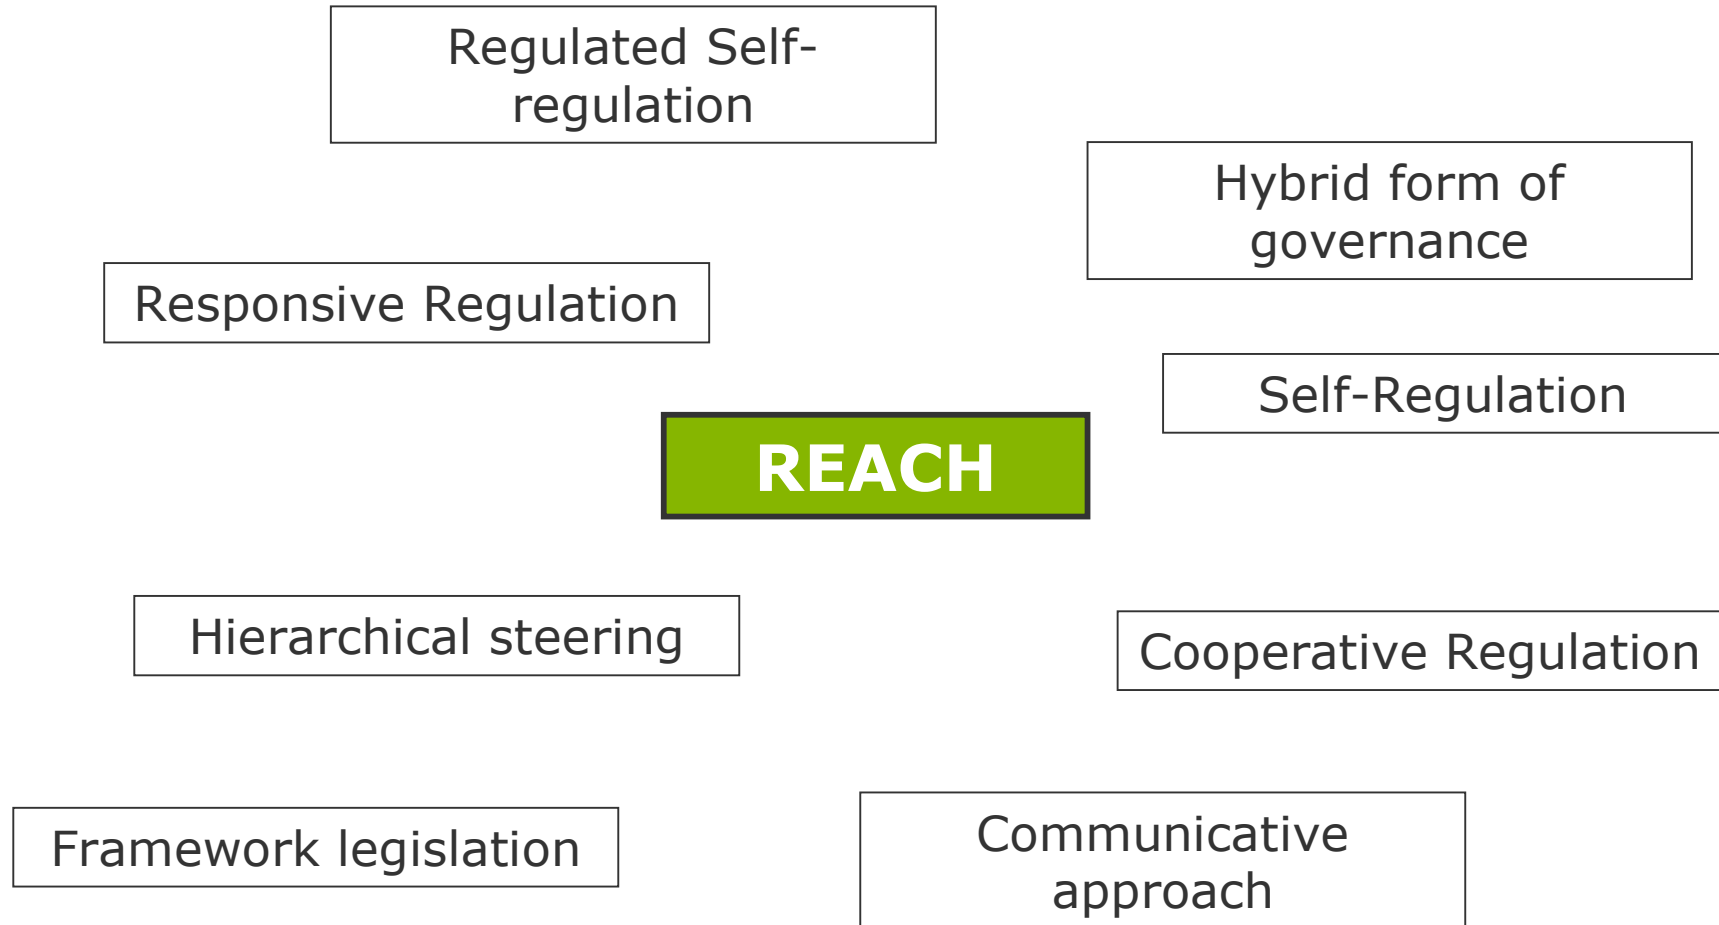 Regulated Self-
regulation
Hybrid form of
governance
Responsive Regulation
Self-Regulation
REACH
Hierarchical steering
Cooperative Regulation
Framework legislation
Communicative
approach